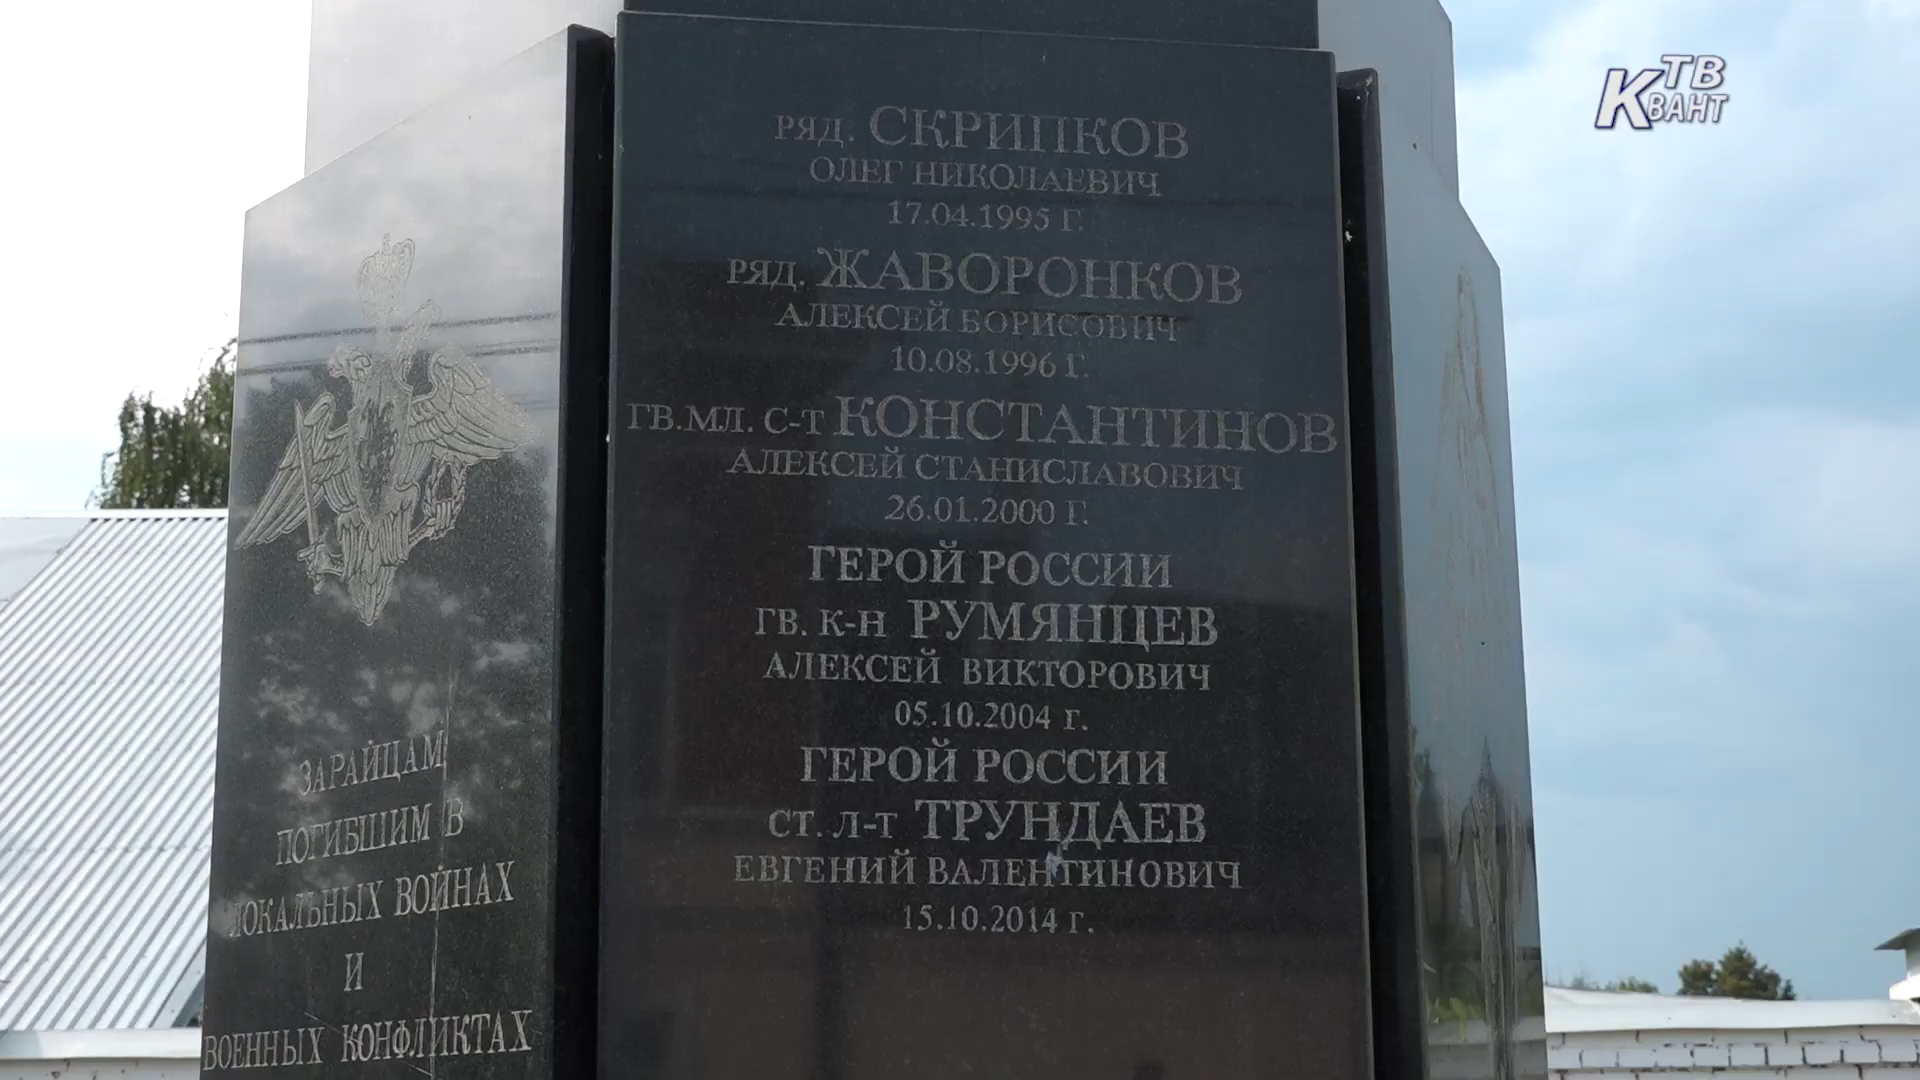 ТВ
КВАНТ
РЯД. СКРИПКОВ
ОЛЕГ НИКОЛАЕВИЧ
17.04.1995 Г.
РЯД. ЖАВОРОНКОВ
АЛЕКСЕЙ БОРИСОВИЧ
10.08.1996 Г.
ГВ.МЛ. С-Т КОНСТАНТИНОВ
АЛЕКСЕЙ СТАНИСЛАВОВИЧ
26.01.2000 Г.
ГЕРОЙ РОССИИ
ГВ. К-Н РУМЯНЦЕВ
АЛЕКСЕЙ ВИКТОРОВИЧ
05.10.2004 г.
ГЕРОЙ РОССИИ
СТ. Л-Т ТРУНДАЕВ
ЕВГЕНИЙ ВАЛЕНТИНОВИЧ
15.10.2014 г.
ЗАРАЙЦАМ
ПОГИБШИМ В
ЛОКАЛЬНЫХ ВОЙНАХ
И
ВОЕННЫХ КОНФЛИКТАХ